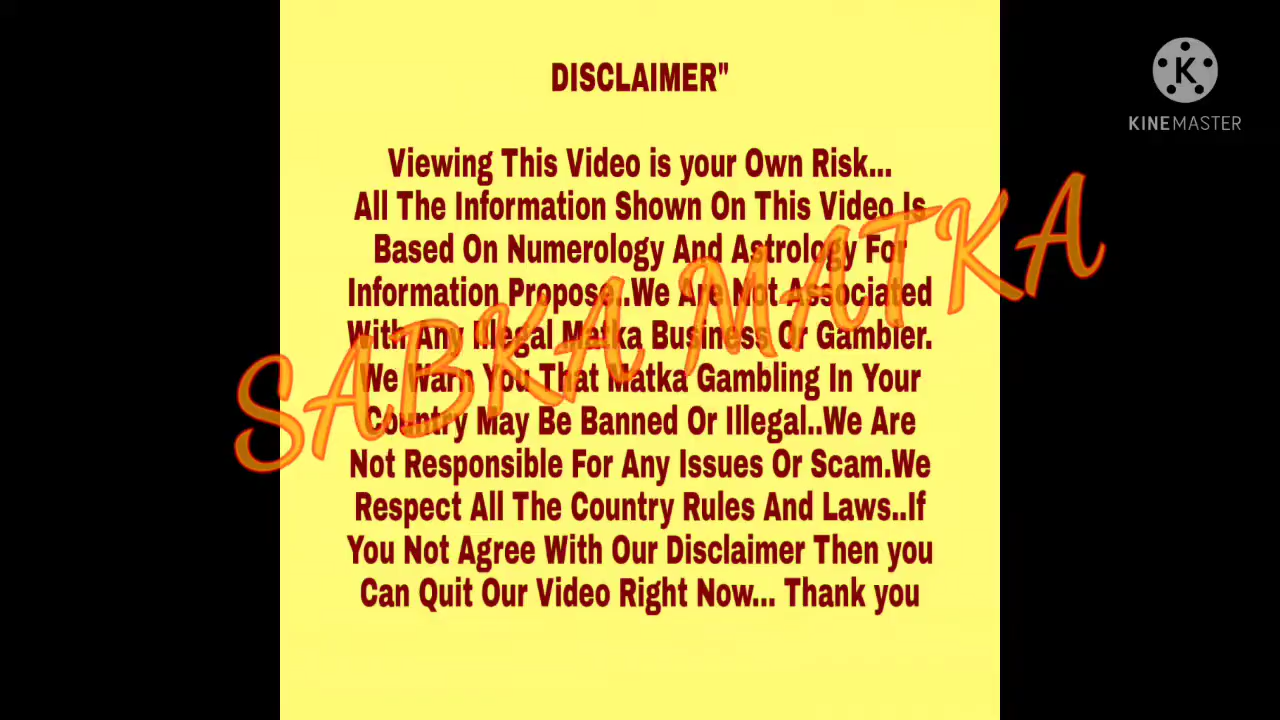 DISCLAIMER"
Viewing This Video is your Own Risk...
All The Information Shown On This Video Is
Based On Numerology And Astrology For
Information Propose..We Are Not Associated
With Any Illegal Matka Business Or Gambler.
We Warn You That Matka Gambling In Your
Country May Be Banned Or Illegal..We Are
Not Responsible For Any Issues Or Scam.We
Respect All The Country Rules And Laws..If
You Not Agree With Our Disclaimer Then you
Can Quit Our Video Right Now... Thank you
SABKA MATKA
K
KINEMASTER